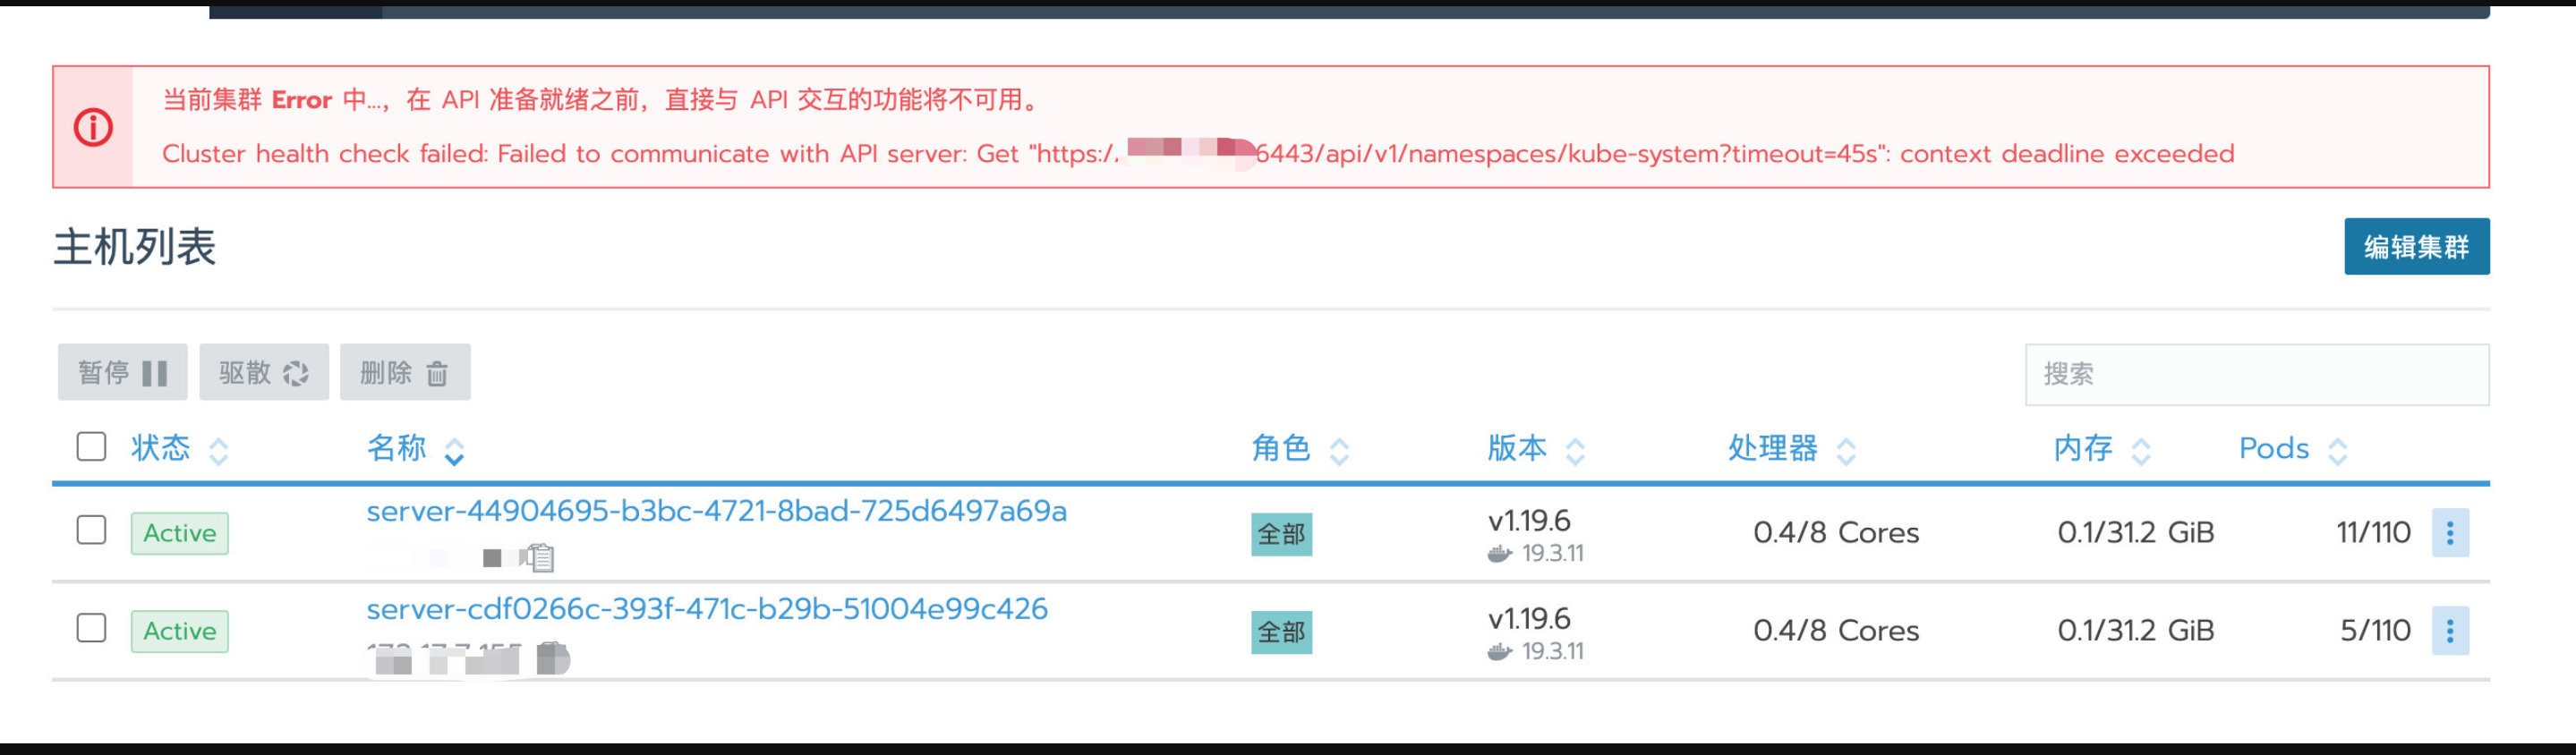 当前集群 Error 中...，在 API 准备就绪之前，直接与 API 交互的功能将不可用。
Cluster health check failed: Failed to communicate with API server: Get "https:/ 6443/api/v1/namespaces/kube-system?timeout=45s": context deadline exceeded
主机列表
编辑集群
暂停 驱散 删除
搜索
状态 名称 角色 版本 处理器 内存 Pods
Active server-44904695-b3bc-4721-8bad-725d6497a69a 全部 v1.19.6 0.4/8 Cores 0.1/31.2 GiB 11/110
19.3.11
Active server-cdf0266c-393f-471c-b29b-51004e99c426 全部 v1.19.6 0.4/8 Cores 0.1/31.2 GiB 5/110
19.3.11